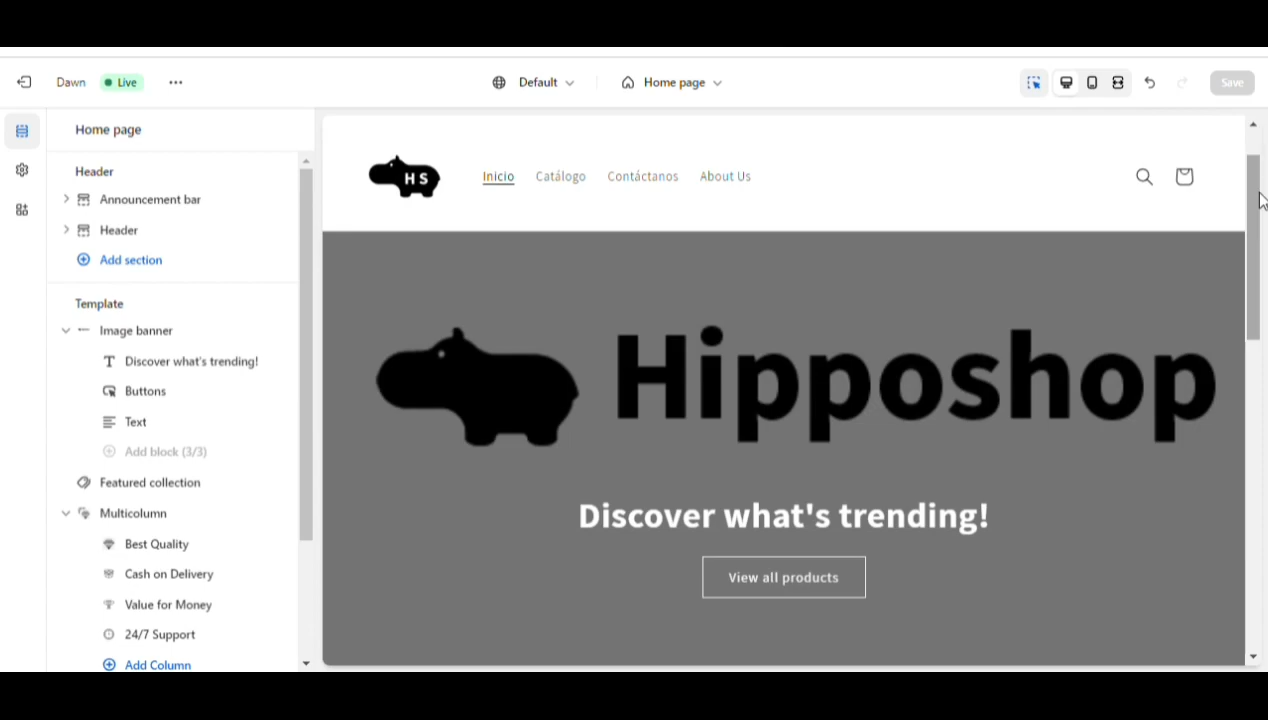 Dawn Live ... Default Home page Save
Home page
Header
Announcement bar
Header
Add section
Template
Image banner
Discover what's trending!
Buttons
Text
Add block (3/3)
Featured collection
Multicolumn
Best Quality
Cash on Delivery
Value for Money
24/7 Support
Add Column
H S Inicio Catálogo Contáctanos About Us
Hipposhop
Discover what's trending!
View all products